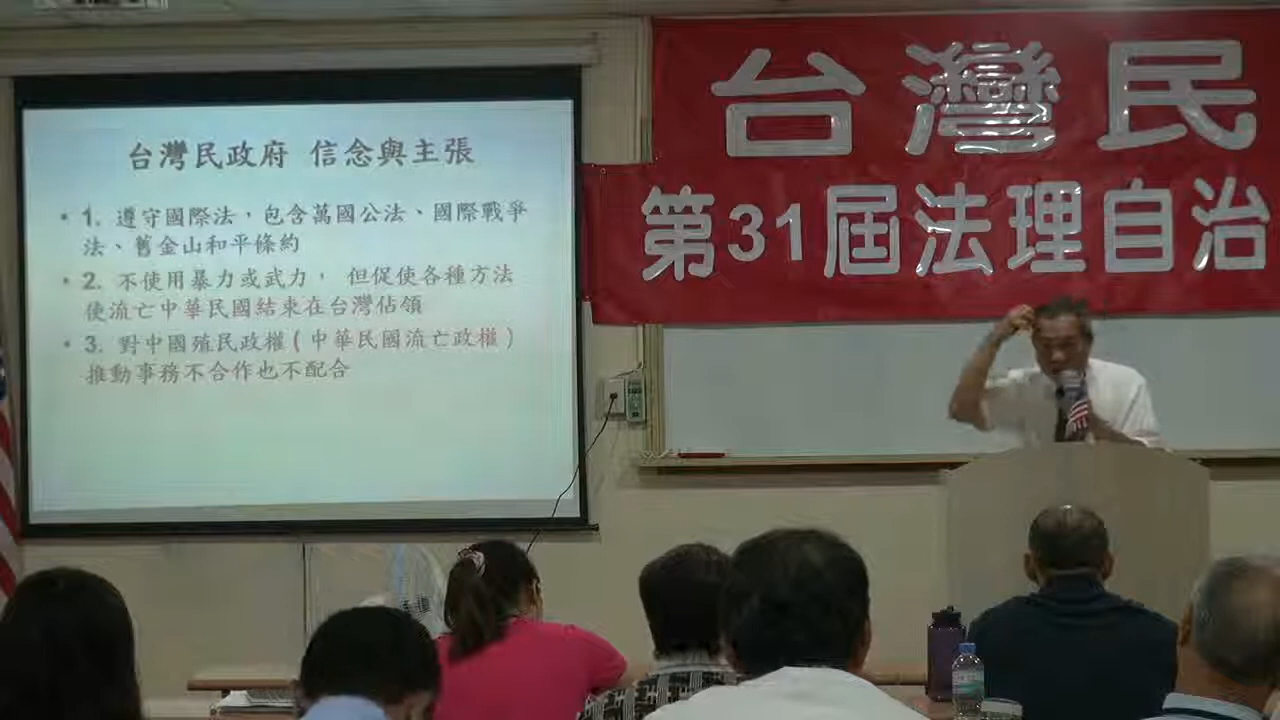 台灣民政府 信念與主張
• 1. 遵守國際法，包含萬國公法、國際戰爭
法、舊金山和平條約
• 2. 不使用暴力或武力， 但促使各種方法
使流亡中華民國結束在台灣佔領
• 3. 對中國殖民政權(中華民國流亡政權)
推動事務不合作也不配合
台灣民
第31屆法理自治